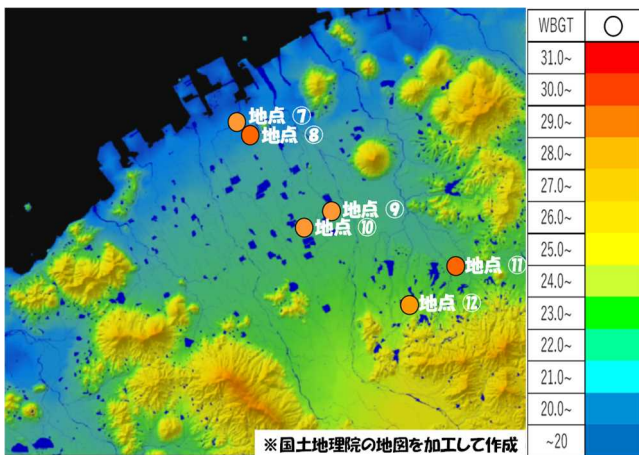 WBGT ○
31.0~
30.0~
29.0~
28.0~
27.0~
26.0~
25.0~
24.0~
23.0~
22.0~
21.0~
20.0~
~20
地点 ⑦
地点 ⑧
地点 ⑨
地点 ⑩
地点 ⑪
地点 ⑫
※国土地理院の地図を加工して作成